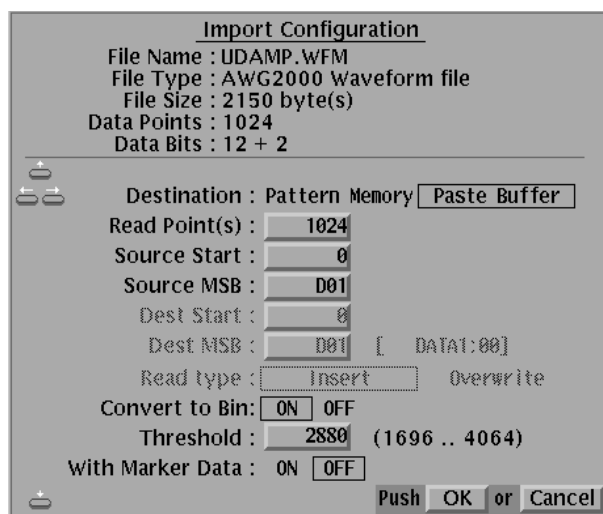 Import Configuration
File Name : UDAMP.WFM
File Type : AWG2000 Waveform file
File Size : 2150 byte(s)
Data Points : 1024
Data Bits : 12 + 2
Destination : Pattern Memory Paste Buffer
Read Point(s) : 1024
Source Start : 0
Source MSB : D01
Dest Start : 0
Dest MSB : D01 [ DATA1:00]
Read type : Insert Overwrite
Convert to Bin: ON OFF
Threshold : 2880 (1696 .. 4064)
With Marker Data : ON OFF
Push OK or Cancel